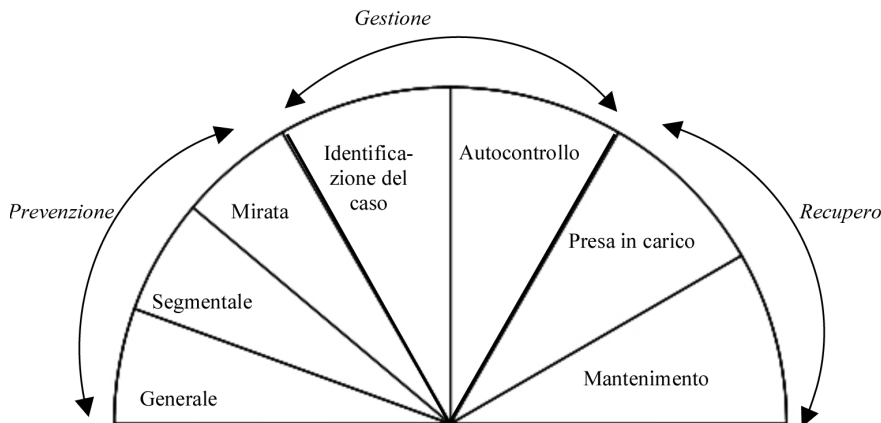 Gestione
Prevenzione
Recupero
Identifica-
zione del
caso
Autocontrollo
Mirata
Presa in carico
Segmentale
Mantenimento
Generale